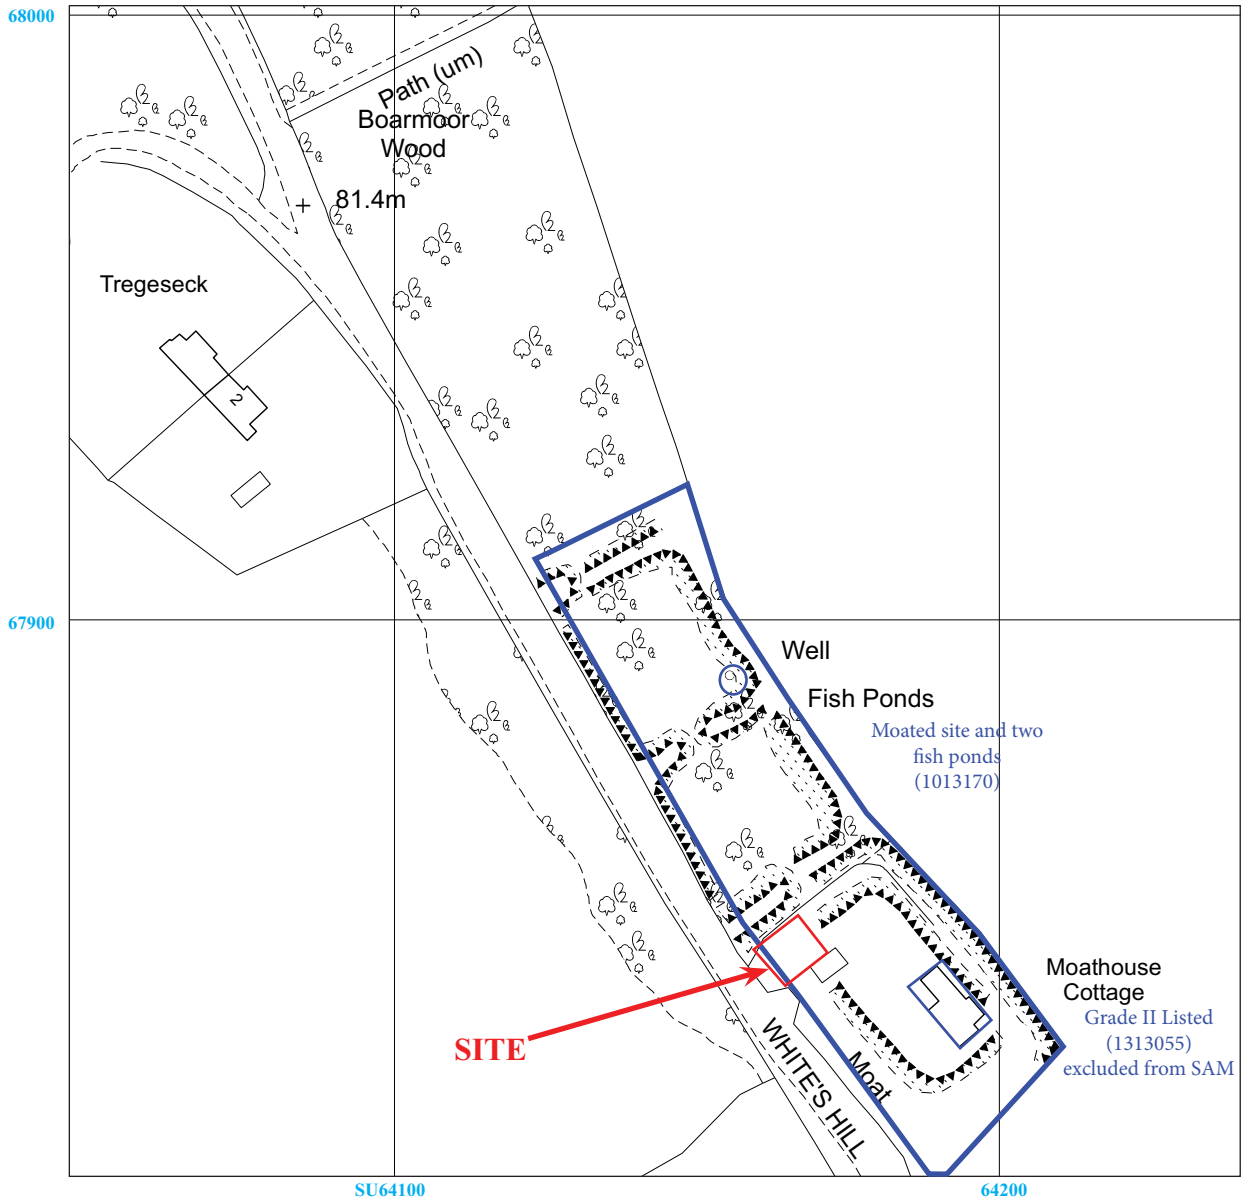 68000
Path (um)
Boarmoor
Wood
81.4m
Tregeseck
2
67900
Well
Fish Ponds
Moated site and two
fish ponds
(1013170)
Moathouse
Cottage
Grade II Listed
(1313055)
excluded from SAM
SITE
WHITE'S HILL
Moat
SU64100
64200